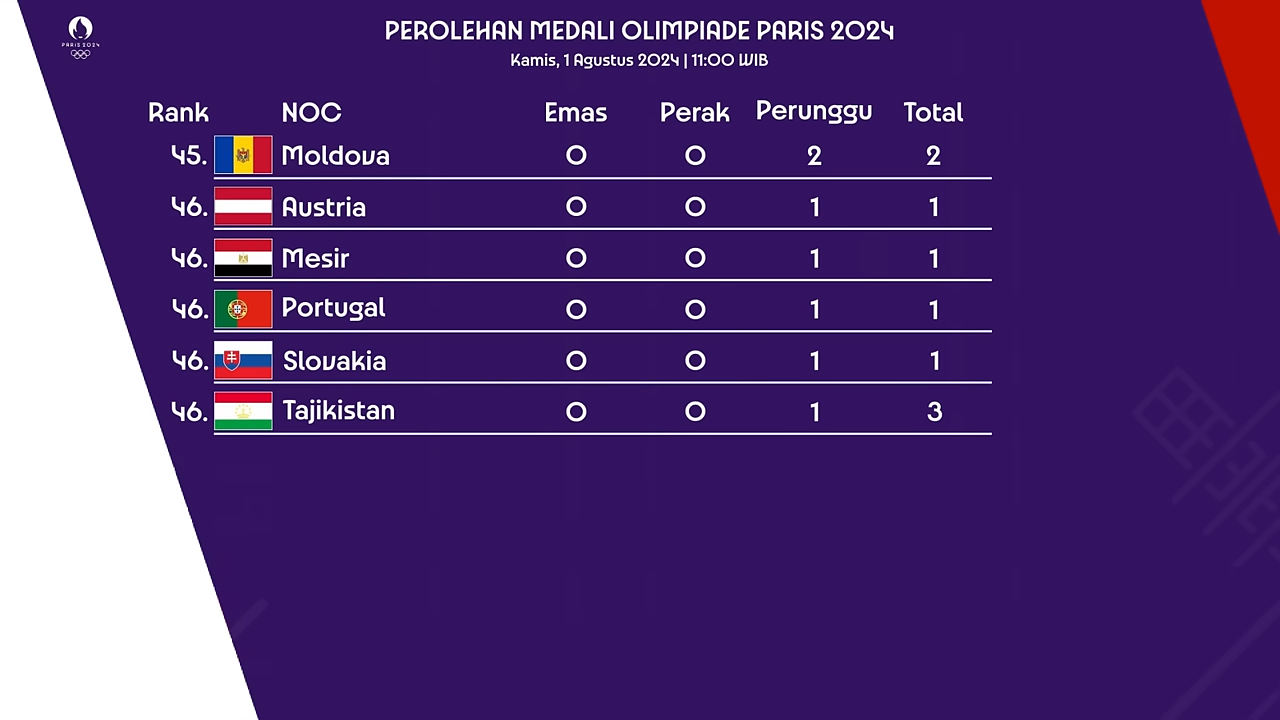 PARIS 2024
PEROLEHAN MEDALI OLIMPIADE PARIS 2024
Kamis, 1 Agustus 2024 | 11:00 WIB
Rank NOC Emas Perak Perunggu Total
45. Moldova 0 0 2 2
46. Austria 0 0 1 1
46. Mesir 0 0 1 1
46. Portugal 0 0 1 1
46. Slovakia 0 0 1 1
46. Tajikistan 0 0 1 3